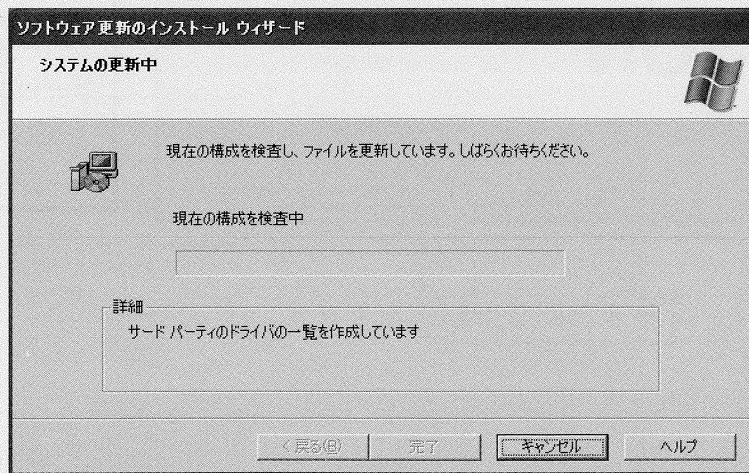 ソフトウェア更新のインストール ウィザード
システムの更新中
現在の構成を検査し、ファイルを更新しています。しばらくお待ちください。
現在の構成を検査中
詳細
サード パーティのドライバの一覧を作成しています
< 戻る(B)
完了
キャンセル
ヘルプ